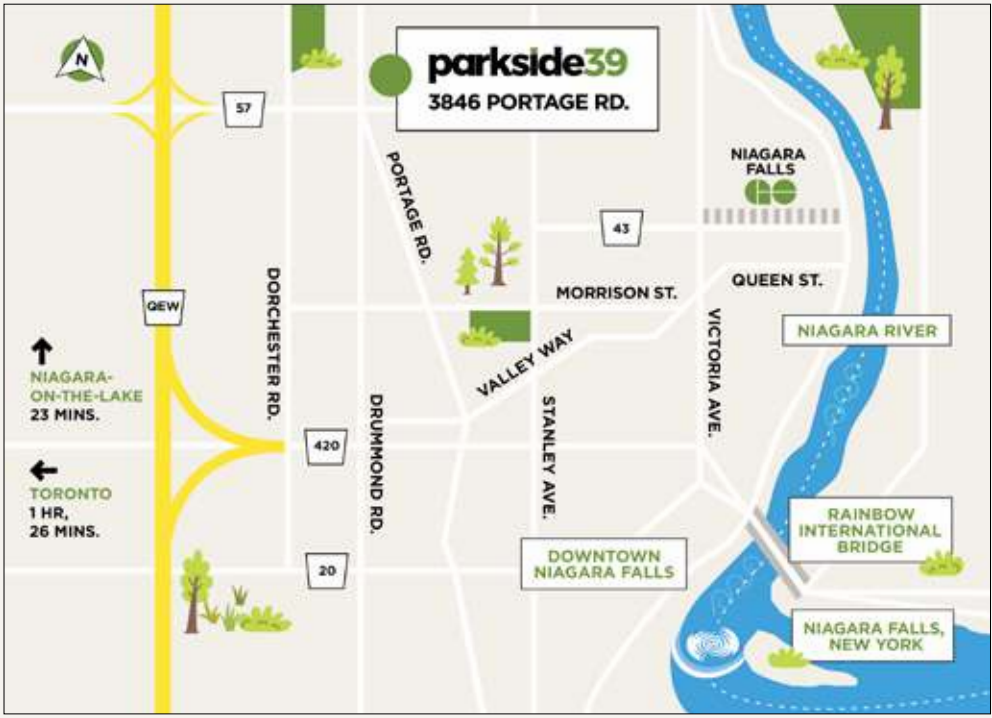 N
parkside39
3846 PORTAGE RD.
57
PORTAGE RD.
NIAGARA
FALLS
GO
43
QUEEN ST.
MORRISON ST.
QEW
DORCHESTER RD.
VICTORIA AVE.
NIAGARA RIVER
VALLEY WAY
NIAGARA-
ON-THE-LAKE
23 MINS.
DRUMMOND RD.
STANLEY AVE.
420
TORONTO
1 HR,
26 MINS.
RAINBOW
INTERNATIONAL
BRIDGE
DOWNTOWN
NIAGARA FALLS
20
NIAGARA FALLS,
NEW YORK